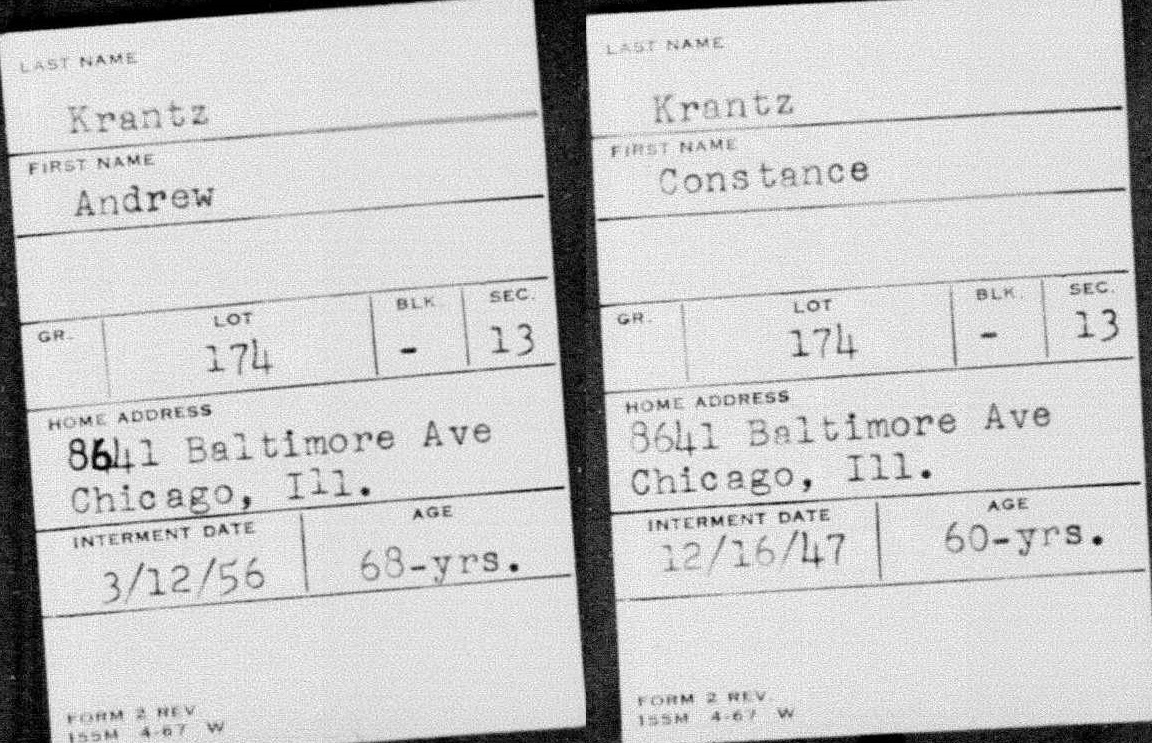 LAST NAME
Krantz
FIRST NAME
Andrew
GR. LOT BLK. SEC.
174 - 13
HOME ADDRESS
8641 Baltimore Ave
Chicago, Ill.
INTERMENT DATE AGE
3/12/56 68-yrs.
FORM 2 REV.
155M 4-67 W
LAST NAME
Krantz
FIRST NAME
Constance
GR. LOT BLK. SEC.
174 - 13
HOME ADDRESS
8641 Baltimore Ave
Chicago, Ill.
INTERMENT DATE AGE
12/16/47 60-yrs.
FORM 2 REV.
155M 4-67 W